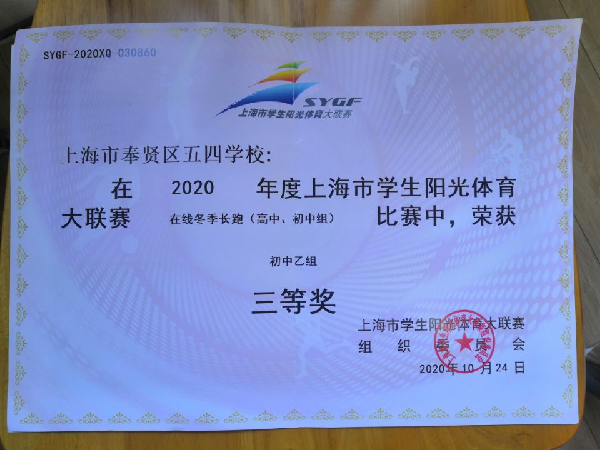 SYGF-2020XQ-030860
SYGF
上海市学生阳光体育大联赛
上海市奉贤区五四学校:
在 2020 年度上海市学生阳光体育
大联赛 在线冬季长跑（高中、初中组） 比赛中，荣获
初中乙组
三等奖
上海市学生阳光体育大联赛
组织委员会
2020年10月24日